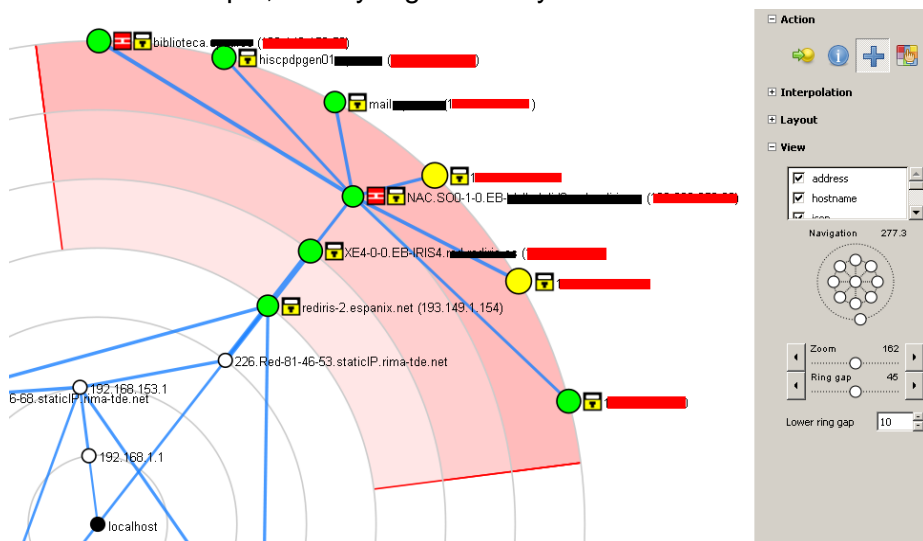 biblioteca.
hiscpdpgen01
mail
NAC.SO0-1-0.EB-
XE4-0-0.EB-IRIS4.
rediris-2.espanix.net (193.149.1.154)
226.Red-81-46-53.staticIP.rima-tde.net
192.168.153.1
6-68.staticIP.rima-tde.net
192.168.1.1
localhost
Action
Interpolation
Layout
View
address
hostname
Navigation 277.3
Zoom 162
Ring gap 45
Lower ring gap 10